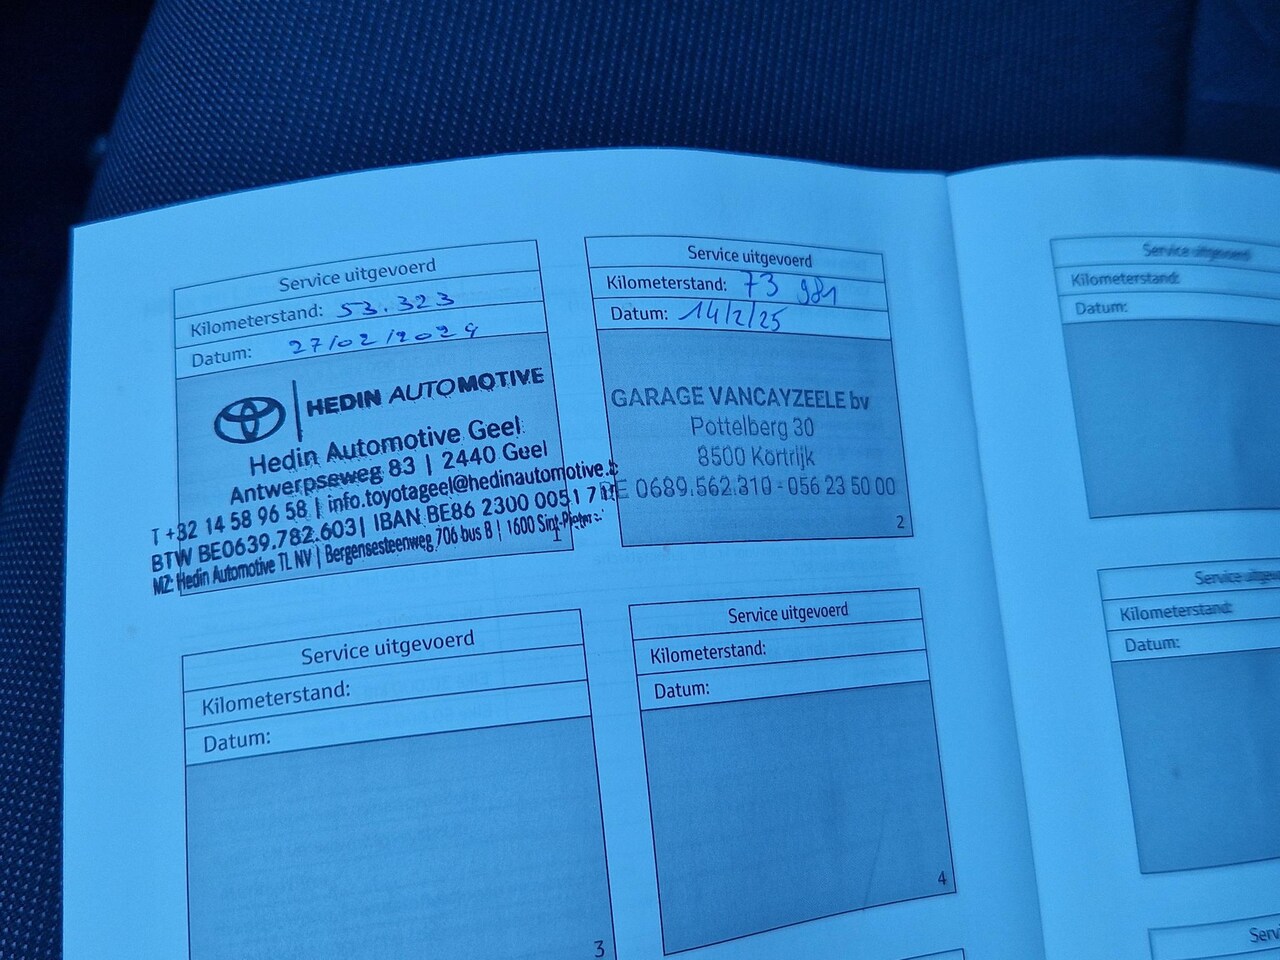 Service uitgevoerd
Kilometerstand: 53.323
Datum: 27/02/2024
HEDIN AUTOMOTIVE
Hedin Automotive Geel
Antwerpseweg 83 | 2440 Geel
T +32 14 58 96 58 | info.toyotageel@hedinautomotive.b
BTW BE0639.782.603| IBAN BE86 2300 0051 71
MZ: Hedin Automotive TL NV | Bergensesteenweg 706 bus B | 1600 Sint-Pieters-
1
Service uitgevoerd
Kilometerstand: 73 981
Datum: 14/2/25
GARAGE VANCAYZEELE bv
Pottelberg 30
8500 Kortrijk
BE 0689.562.310 - 056 23 50 00
2
Service uitgevoerd
Kilometerstand:
Datum:
3
Service uitgevoerd
Kilometerstand:
Datum:
4
Service uitgevoerd
Kilometerstand:
Datum:
Service uitgevoerd
Kilometerstand:
Datum:
Serv